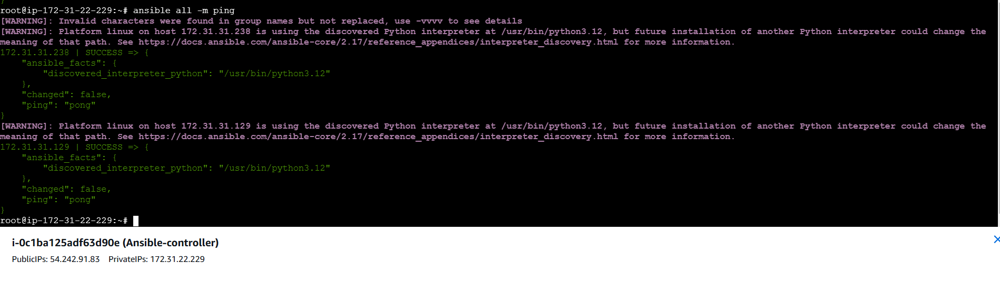 }
root@ip-172-31-22-229:~# ansible all -m ping
[WARNING]: Invalid characters were found in group names but not replaced, use -vvvv to see details
[WARNING]: Platform linux on host 172.31.31.238 is using the discovered Python interpreter at /usr/bin/python3.12, but future installation of another Python interpreter could change the
meaning of that path. See https://docs.ansible.com/ansible-core/2.17/reference_appendices/interpreter_discovery.html for more information.
172.31.31.238 | SUCCESS => {
    "ansible_facts": {
        "discovered_interpreter_python": "/usr/bin/python3.12"
    },
    "changed": false,
    "ping": "pong"
}
[WARNING]: Platform linux on host 172.31.31.129 is using the discovered Python interpreter at /usr/bin/python3.12, but future installation of another Python interpreter could change the
meaning of that path. See https://docs.ansible.com/ansible-core/2.17/reference_appendices/interpreter_discovery.html for more information.
172.31.31.129 | SUCCESS => {
    "ansible_facts": {
        "discovered_interpreter_python": "/usr/bin/python3.12"
    },
    "changed": false,
    "ping": "pong"
}
root@ip-172-31-22-229:~#
i-0c1ba125adf63d90e (Ansible-controller)
PublicIPs: 54.242.91.83 PrivateIPs: 172.31.22.229